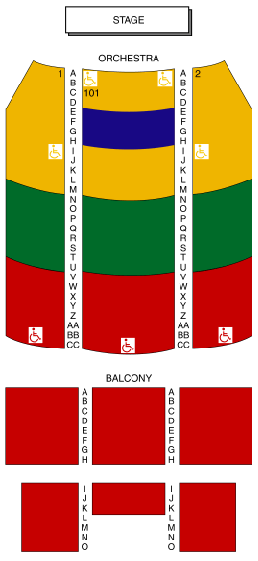 STAGE
ORCHESTRA
1 A A 2
B B
C 101 C
D D
E E
F F
G G
H H
I I
J J
K K
L L
M M
N N
O O
P P
Q Q
R R
S S
T T
U U
V V
W W
X X
Y Y
Z Z
AA AA
BB BB
CC CC
BALCONY
A A
B B
C C
D D
E E
F F
G G
H H
I I
J J
K K
L L
M M
N N
O O